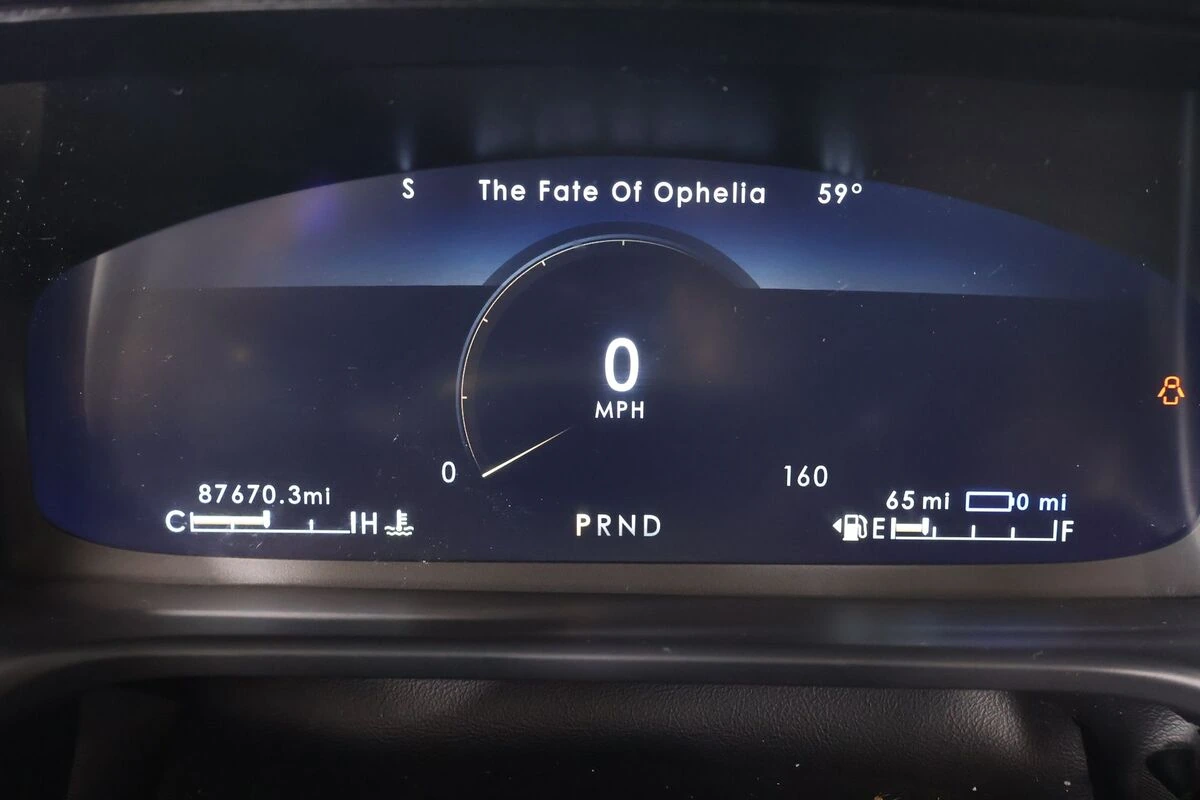 S The Fate Of Ophelia 59°
0
MPH
0 160
87670.3mi 65 mi 0 mi
C H PRND E F